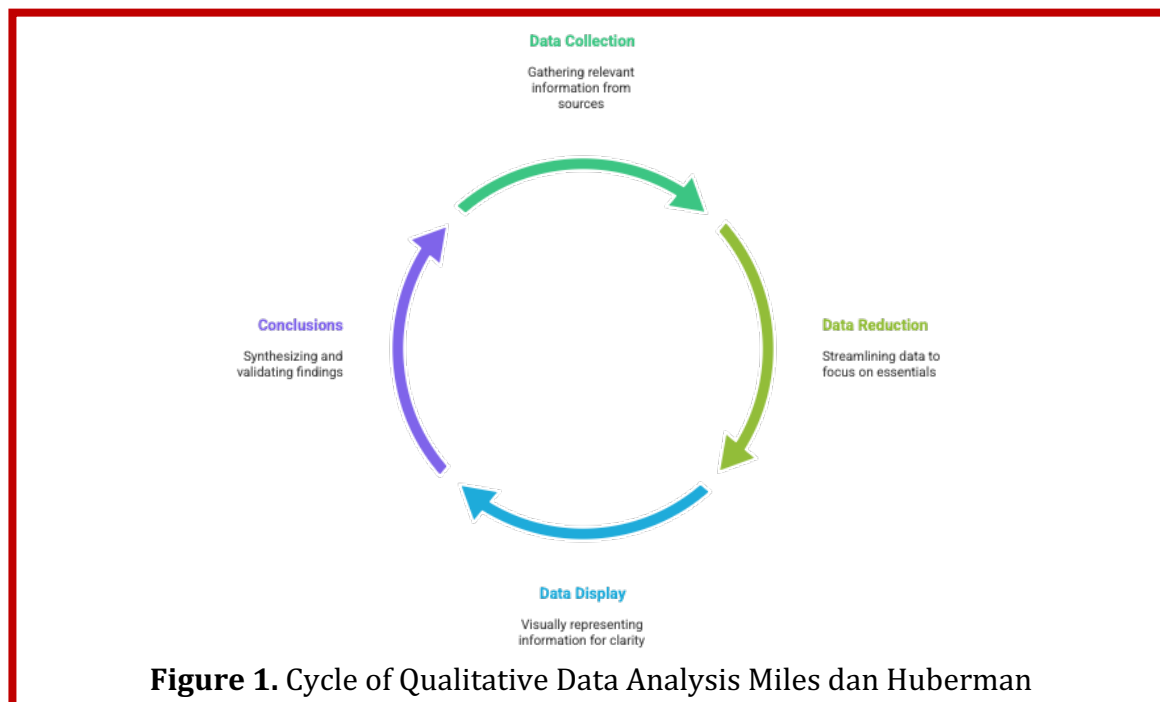 Data Collection
Gathering relevant
information from
sources
Conclusions
Synthesizing and
validating findings
Data Reduction
Streamlining data to
focus on essentials
Data Display
Visually representing
information for clarity
Figure 1. Cycle of Qualitative Data Analysis Miles dan Huberman